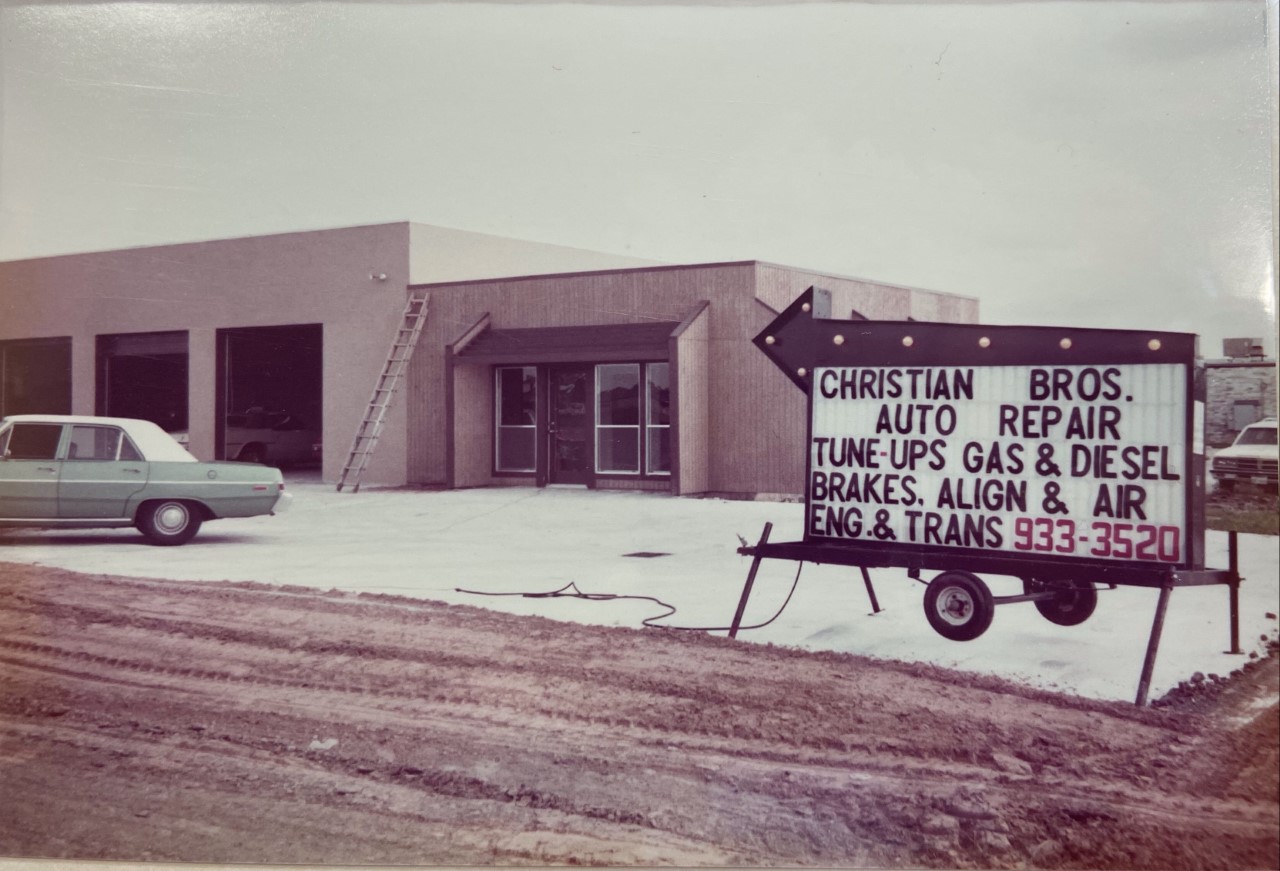 CHRISTIAN BROS.
AUTO REPAIR
TUNE-UPS GAS & DIESEL
BRAKES. ALIGN & AIR
ENG. & TRANS 933-3520